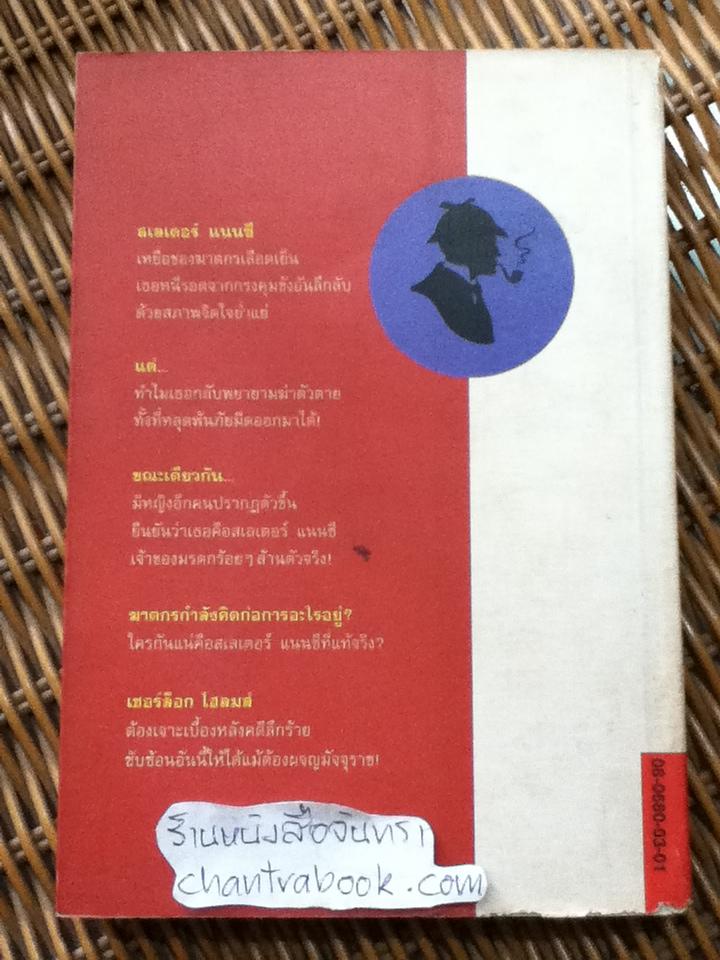 สเลเตอร์ แนนซี
เหยื่อของฆาตกรเลือดเย็น
เธอหนีรอดจากกรงคุมขังอันลึกลับ
ด้วยสภาพจิตใจย่ำแย่
แต่...
ทำไมเธอกลับพยายามฆ่าตัวตาย
ทั้งที่หลุดพ้นภัยมืดออกมาได้!
ขณะเดียวกัน...
มีหญิงอีกคนปรากฏตัวขึ้น
ยืนยันว่าเธอคือสเลเตอร์ แนนซี
เจ้าของมรดกร้อยๆ ล้านตัวจริง!
ฆาตกรกำลังคิดก่อการอะไรอยู่?
ใครกันแน่คือสเลเตอร์ แนนซีที่แท้จริง?
เชอร์ล็อก โฮลมส์
ต้องเจาะเบื้องหลังคดีลึกร้าย
ซับซ้อนอันนี้ให้ได้แม้ต้องผจญมัจจุราช!
ร้านหนังสือจันทรา
chantrabook.com
06-0680-03-01